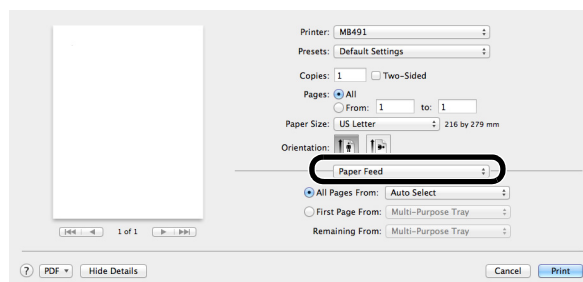 Printer: MB491
Presets: Default Settings
Copies: 1 Two-Sided
Pages: All
From: 1 to: 1
Paper Size: US Letter 216 by 279 mm
Orientation:
Paper Feed
All Pages From: Auto Select
First Page From: Multi-Purpose Tray
Remaining From: Multi-Purpose Tray
1 of 1
? PDF Hide Details Cancel Print